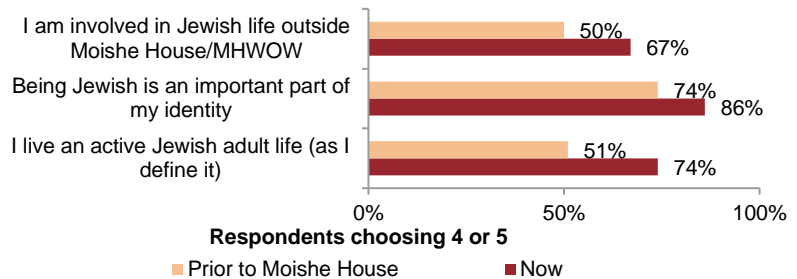 I am involved in Jewish life outside
Moishe House/MHWOW
50%
67%
Being Jewish is an important part of
my identity
74%
86%
I live an active Jewish adult life (as I
define it)
51%
74%
0% 50% 100%
Respondents choosing 4 or 5
Prior to Moishe House Now